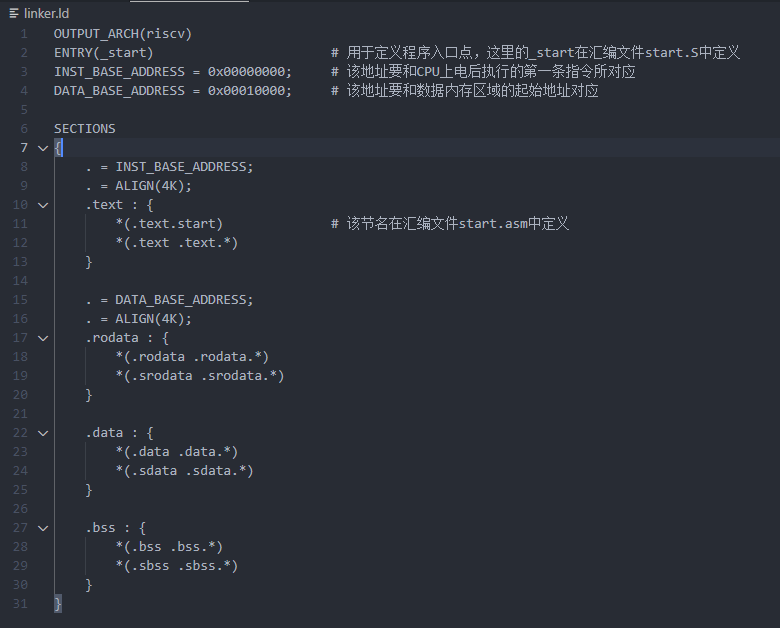 linker.ld
1 OUTPUT_ARCH(riscv)
2 ENTRY(_start) # 用于定义程序入口点，这里的_start在汇编文件start.S中定义
3 INST_BASE_ADDRESS = 0x00000000; # 该地址要和CPU上电后执行的第一条指令所对应
4 DATA_BASE_ADDRESS = 0x00010000; # 该地址要和数据内存区域的起始地址对应
5
6 SECTIONS
7 {
8 . = INST_BASE_ADDRESS;
9 . = ALIGN(4K);
10 .text : {
11 *(.text.start) # 该节名在汇编文件start.asm中定义
12 *(.text .text.*)
13 }
14
15 . = DATA_BASE_ADDRESS;
16 . = ALIGN(4K);
17 .rodata : {
18 *(.rodata .rodata.*)
19 *(.srodata .srodata.*)
20 }
21
22 .data : {
23 *(.data .data.*)
24 *(.sdata .sdata.*)
25 }
26
27 .bss : {
28 *(.bss .bss.*)
29 *(.sbss .sbss.*)
30 }
31 }